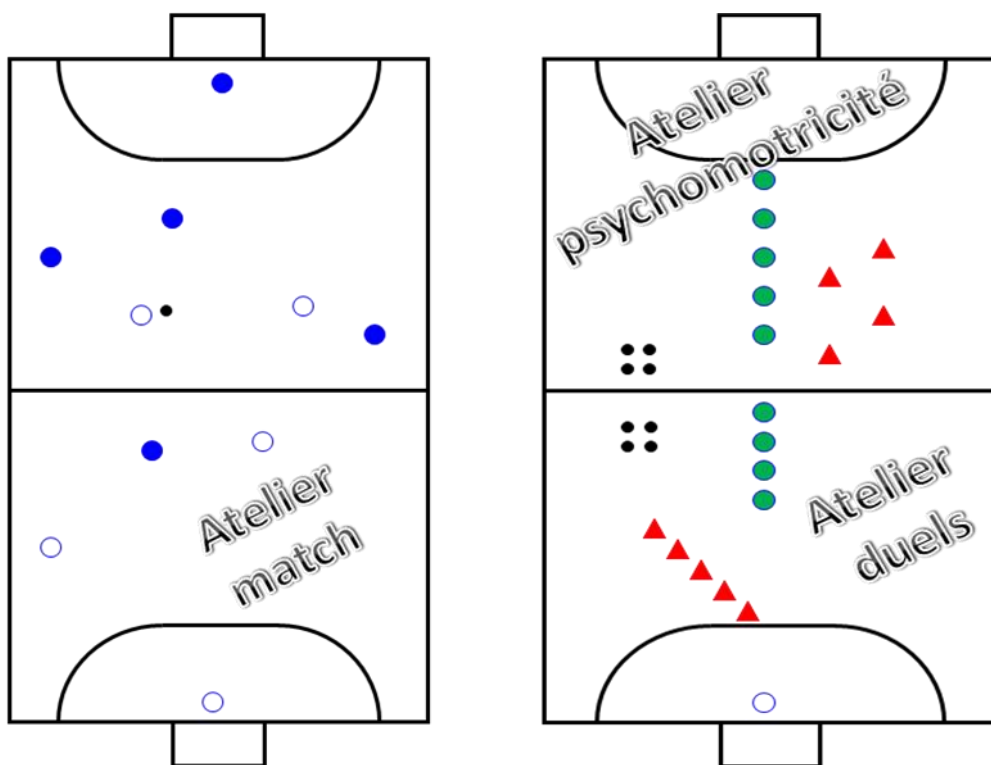 Atelier
match
Atelier
psychomotricité
Atelier
duels